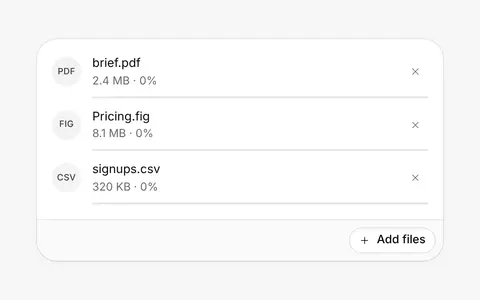 PDF
brief.pdf
2.4 MB · 0%
FIG
Pricing.fig
8.1 MB · 0%
CSV
signups.csv
320 KB · 0%
+ Add files